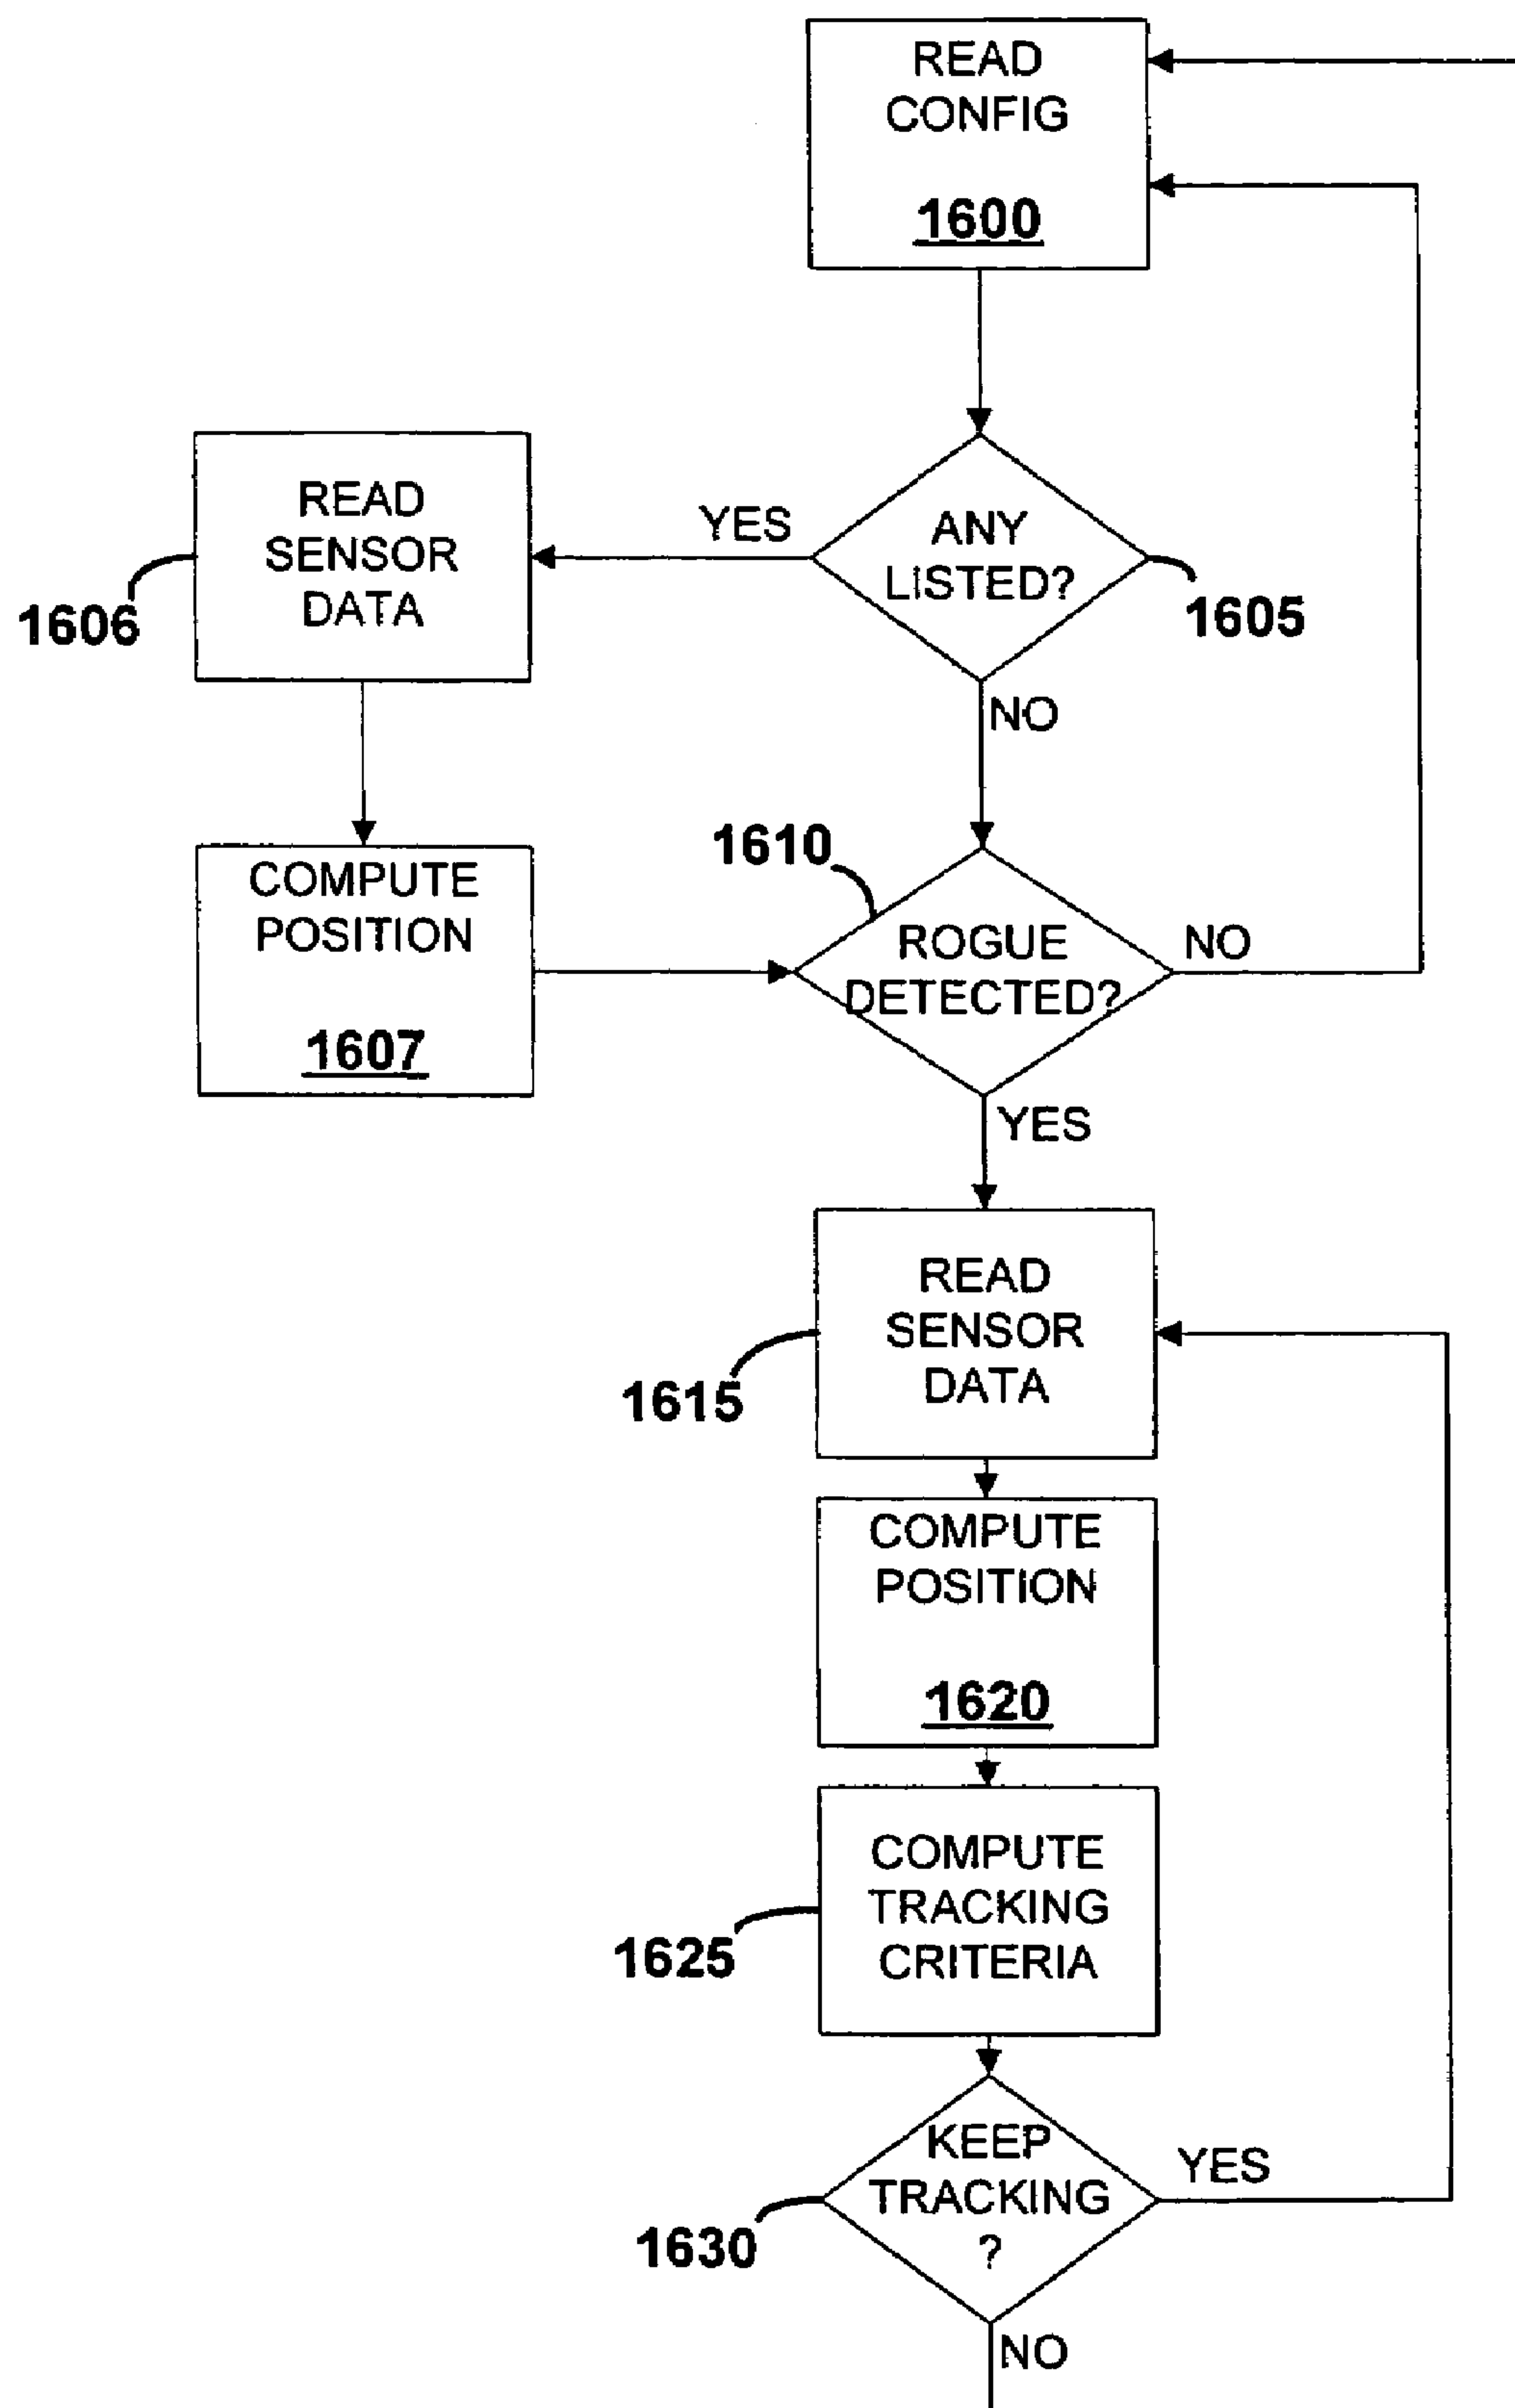 READ
CONFIG
1600
READ
SENSOR
DATA
1606
YES
ANY
LISTED?
1605
NO
COMPUTE
POSITION
1607
1610
ROGUE
DETECTED?
NO
YES
READ
SENSOR
DATA
1615
COMPUTE
POSITION
1620
COMPUTE
TRACKING
CRITERIA
1625
KEEP
TRACKING
?
YES
1630
NO